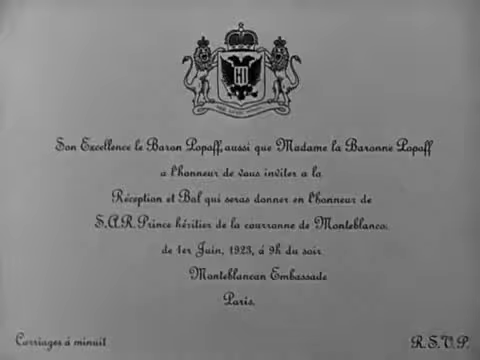 HI
Son Excellence le Baron Popoff, aussi que Madame la Baronne Popoff
a l'honneur de vous inviter a la
Réception et Bal qui seras donner en l'honneur de
S.A.R. Prince héritier de la couronne de Monteblanco.
de 1er Juin, 1923, á 9h du soir.
Monteblancan Embassade
Paris.
Carriages á minuit
R.S.V.P.